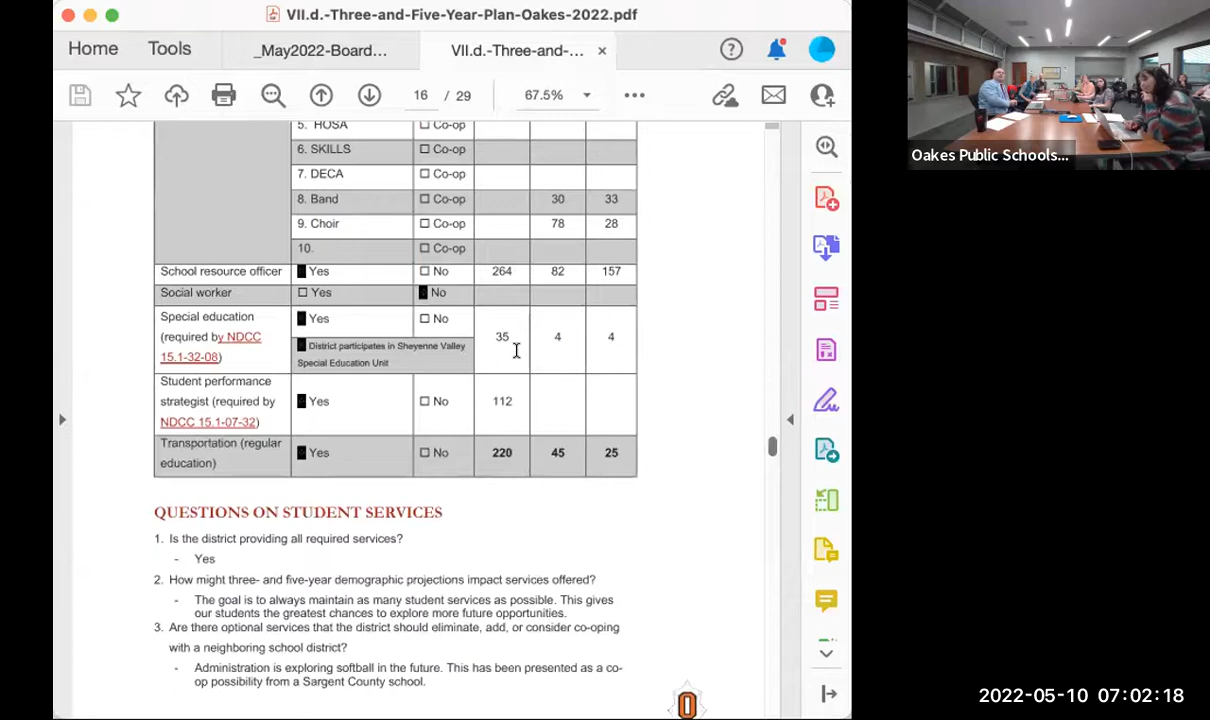 VII.d.-Three-and-Five-Year-Plan-Oakes-2022.pdf
Home Tools _May2022-Board... VII.d.-Three-and-... ×
16 / 29 67.5%
5. HOSA ☐ Co-op
6. SKILLS ☐ Co-op
7. DECA ☐ Co-op
8. Band ☐ Co-op 30 33
9. Choir ☐ Co-op 78 28
10. ☐ Co-op
School resource officer Yes ☐ No 264 82 157
Social worker ☐ Yes No
Special education Yes ☐ No
(required by NDCC 35 4 4
District participates in Sheyenne Valley
15.1-32-08)
Special Education Unit
Student performance
strategist (required by Yes ☐ No 112
NDCC 15.1-07-32)
Transportation (regular Yes ☐ No 220 45 25
education)
QUESTIONS ON STUDENT SERVICES
1. Is the district providing all required services?
- Yes
2. How might three- and five-year demographic projections impact services offered?
- The goal is to always maintain as many student services as possible. This gives
our students the greatest chances to explore more future opportunities.
3. Are there optional services that the district should eliminate, add, or consider co-oping
with a neighboring school district?
- Administration is exploring softball in the future. This has been presented as a co-
op possibility from a Sargent County school.
Oakes Public Schools...
2022-05-10 07:02:18